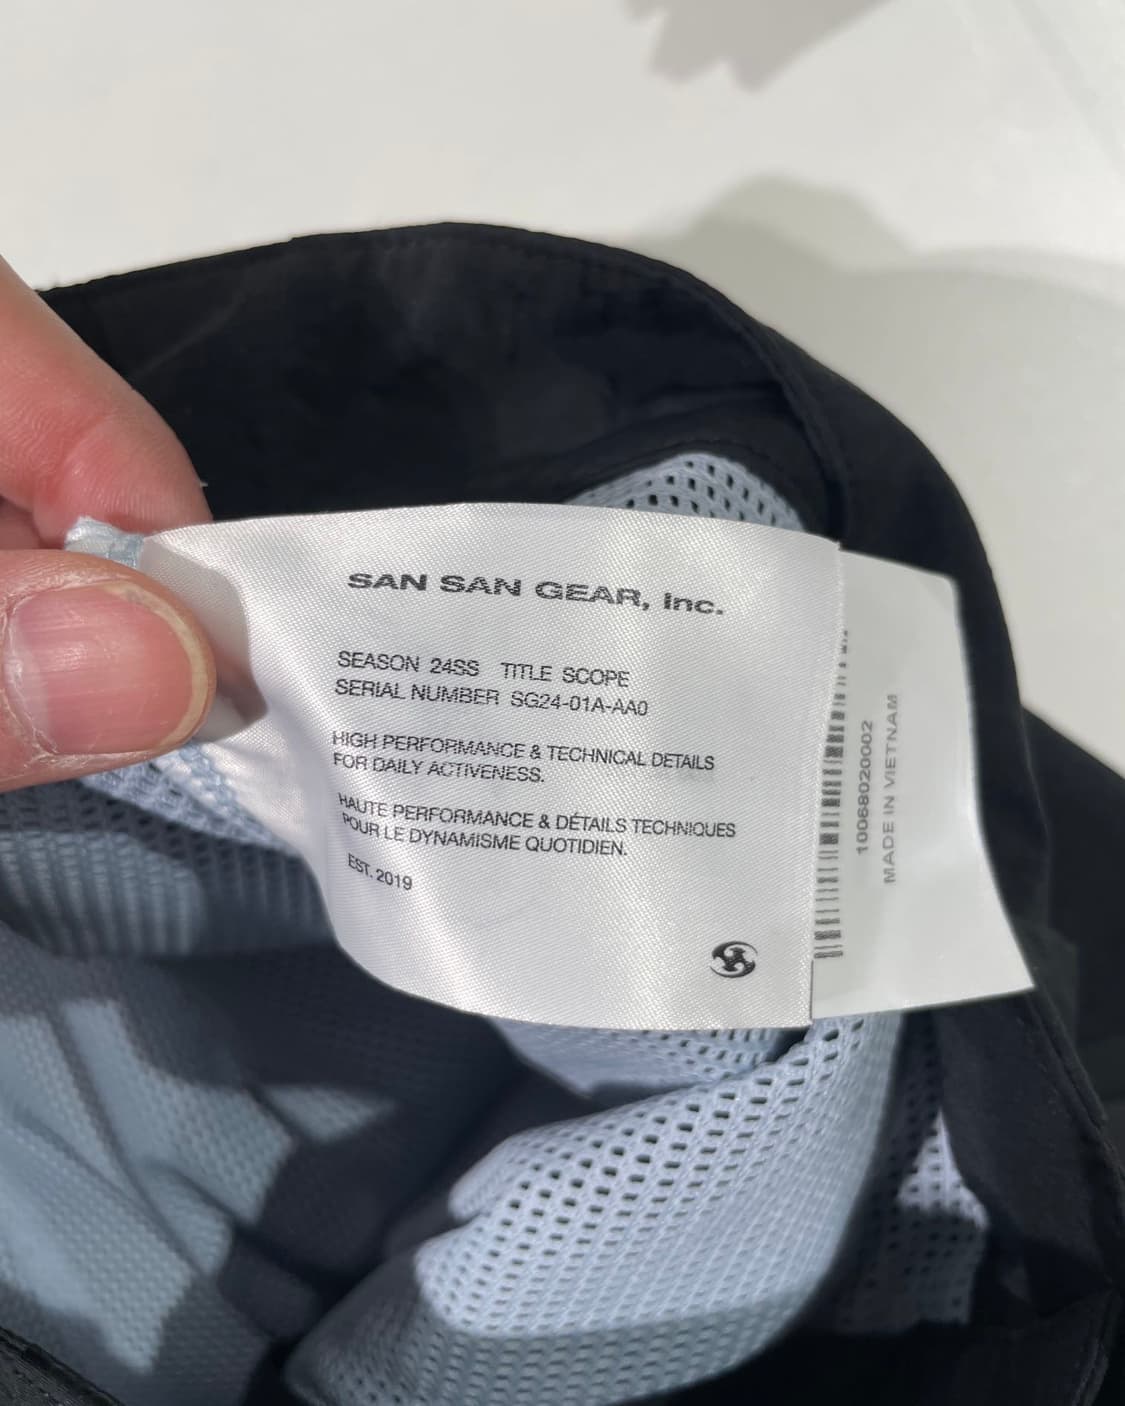 SAN SAN GEAR, Inc.
SEASON 24SS TITLE SCOPE
SERIAL NUMBER SG24-01A-AA0
HIGH PERFORMANCE & TECHNICAL DETAILS
FOR DAILY ACTIVENESS.
HAUTE PERFORMANCE & DÉTAILS TECHNIQUES
POUR LE DYNAMISME QUOTIDIEN.
EST. 2019
10068020002
MADE IN VIETNAM